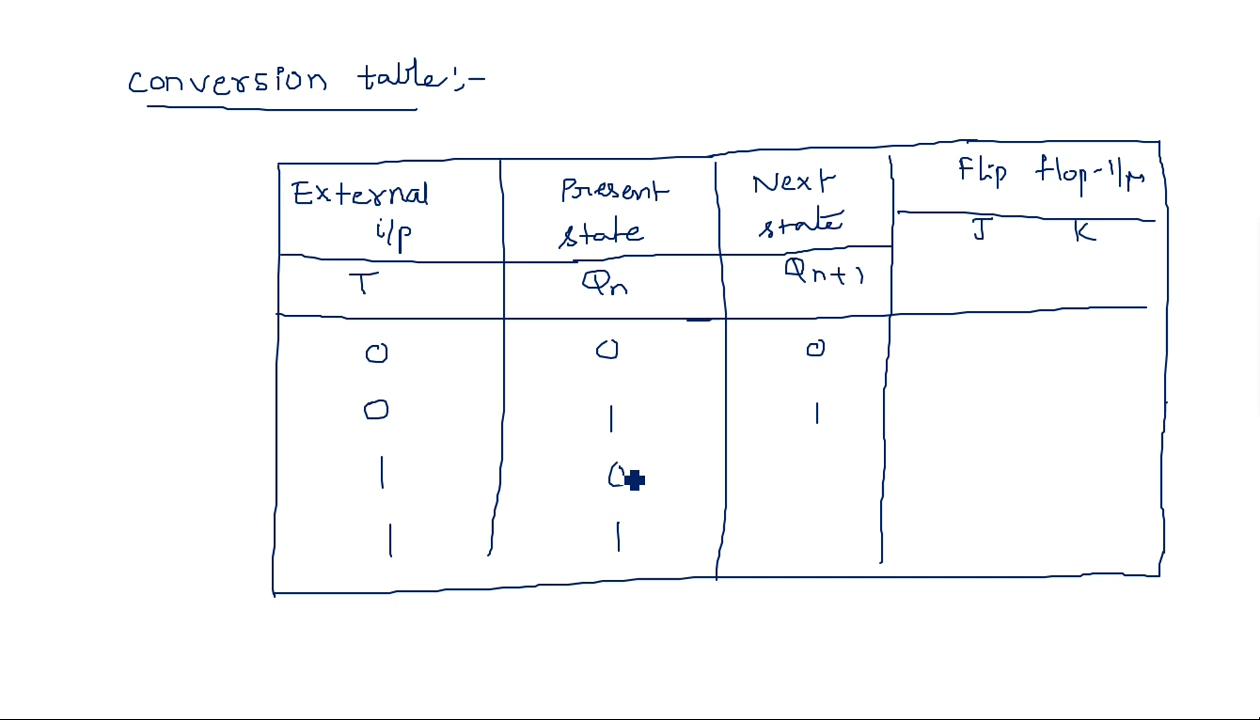 conversion table:-
External i/p Present state Next state Flip flop-i/ps
J K
T Qn Qn+1
0 0 0
0 1 1
1 0
1 1